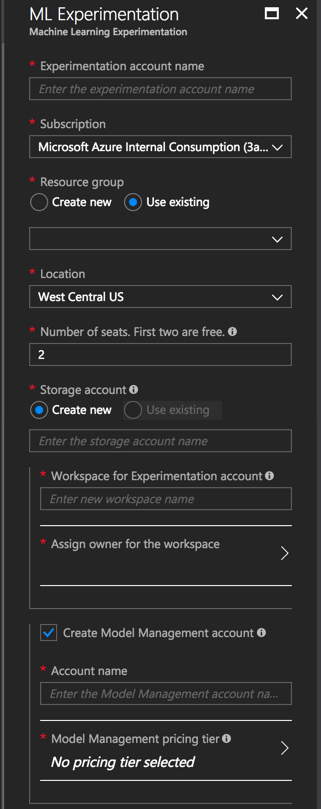 ML Experimentation
Machine Learning Experimentation
* Experimentation account name
Enter the experimentation account name
* Subscription
Microsoft Azure Internal Consumption (3a...
* Resource group
Create new Use existing
* Location
West Central US
* Number of seats. First two are free.
2
* Storage account
Create new Use existing
Enter the storage account name
* Workspace for Experimentation account
Enter new workspace name
* Assign owner for the workspace
Create Model Management account
* Account name
Enter the Model Management account na...
* Model Management pricing tier
No pricing tier selected